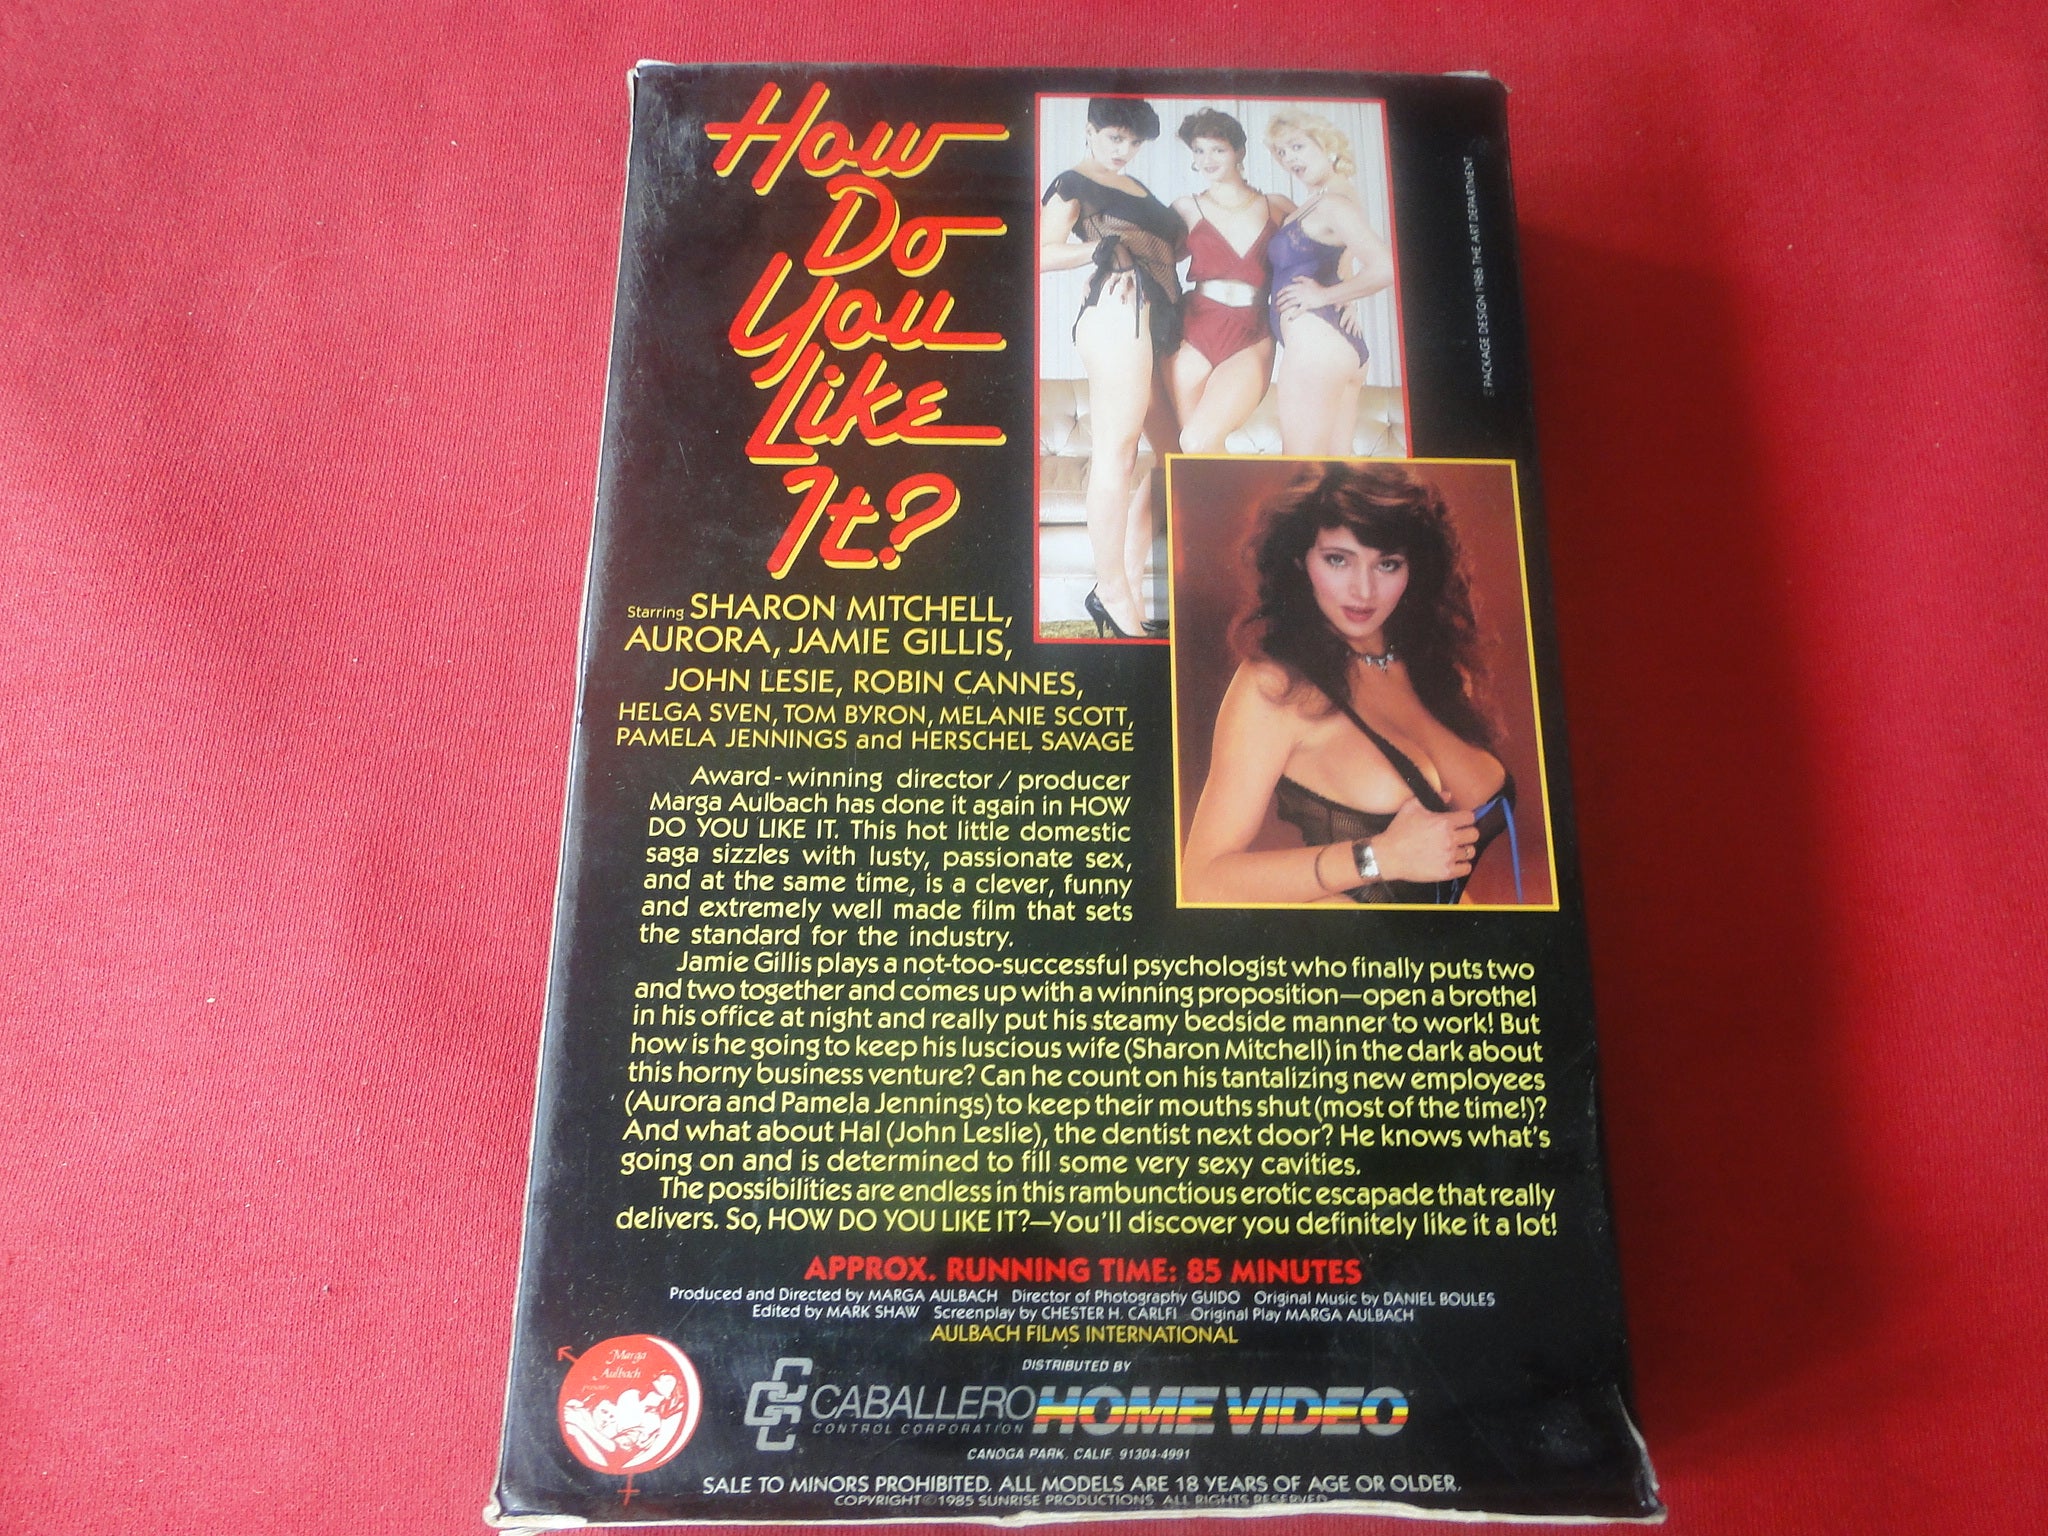 How
Do
You
Like
It?
© PACKAGE DESIGN 1986 THE ART DEPARTMENT
Starring SHARON MITCHELL,
AURORA, JAMIE GILLIS,
JOHN LESIE, ROBIN CANNES,
HELGA SVEN, TOM BYRON, MELANIE SCOTT,
PAMELA JENNINGS and HERSCHEL SAVAGE
Award-winning director/producer
Marga Aulbach has done it again in HOW
DO YOU LIKE IT. This hot little domestic
saga sizzles with lusty, passionate sex,
and at the same time, is a clever, funny
and extremely well made film that sets
the standard for the industry.
Jamie Gillis plays a not-too-successful psychologist who finally puts two
and two together and comes up with a winning proposition—open a brothel
in his office at night and really put his steamy bedside manner to work! But
how is he going to keep his luscious wife (Sharon Mitchell) in the dark about
this horny business venture? Can he count on his tantalizing new employees
(Aurora and Pamela Jennings) to keep their mouths shut (most of the time!)?
And what about Hal (John Leslie), the dentist next door? He knows what's
going on and is determined to fill some very sexy cavities.
The possibilities are endless in this rambunctious erotic escapade that really
delivers. So, HOW DO YOU LIKE IT?—You'll discover you definitely like it a lot!
APPROX. RUNNING TIME: 85 MINUTES
Produced and Directed by MARGA AULBACH Director of Photography GUIDO Original Music by DANIEL BOULES
Edited by MARK SHAW Screenplay by CHESTER H. CARLFI Original Play MARGA AULBACH
AULBACH FILMS INTERNATIONAL
Marga
Aulbach
presents
DISTRIBUTED BY
CABALLERO HOME VIDEO
CONTROL CORPORATION
CANOGA PARK, CALIF. 91304-4991
SALE TO MINORS PROHIBITED. ALL MODELS ARE 18 YEARS OF AGE OR OLDER.
COPYRIGHT © 1985 SUNRISE PRODUCTIONS. ALL RIGHTS RESERVED